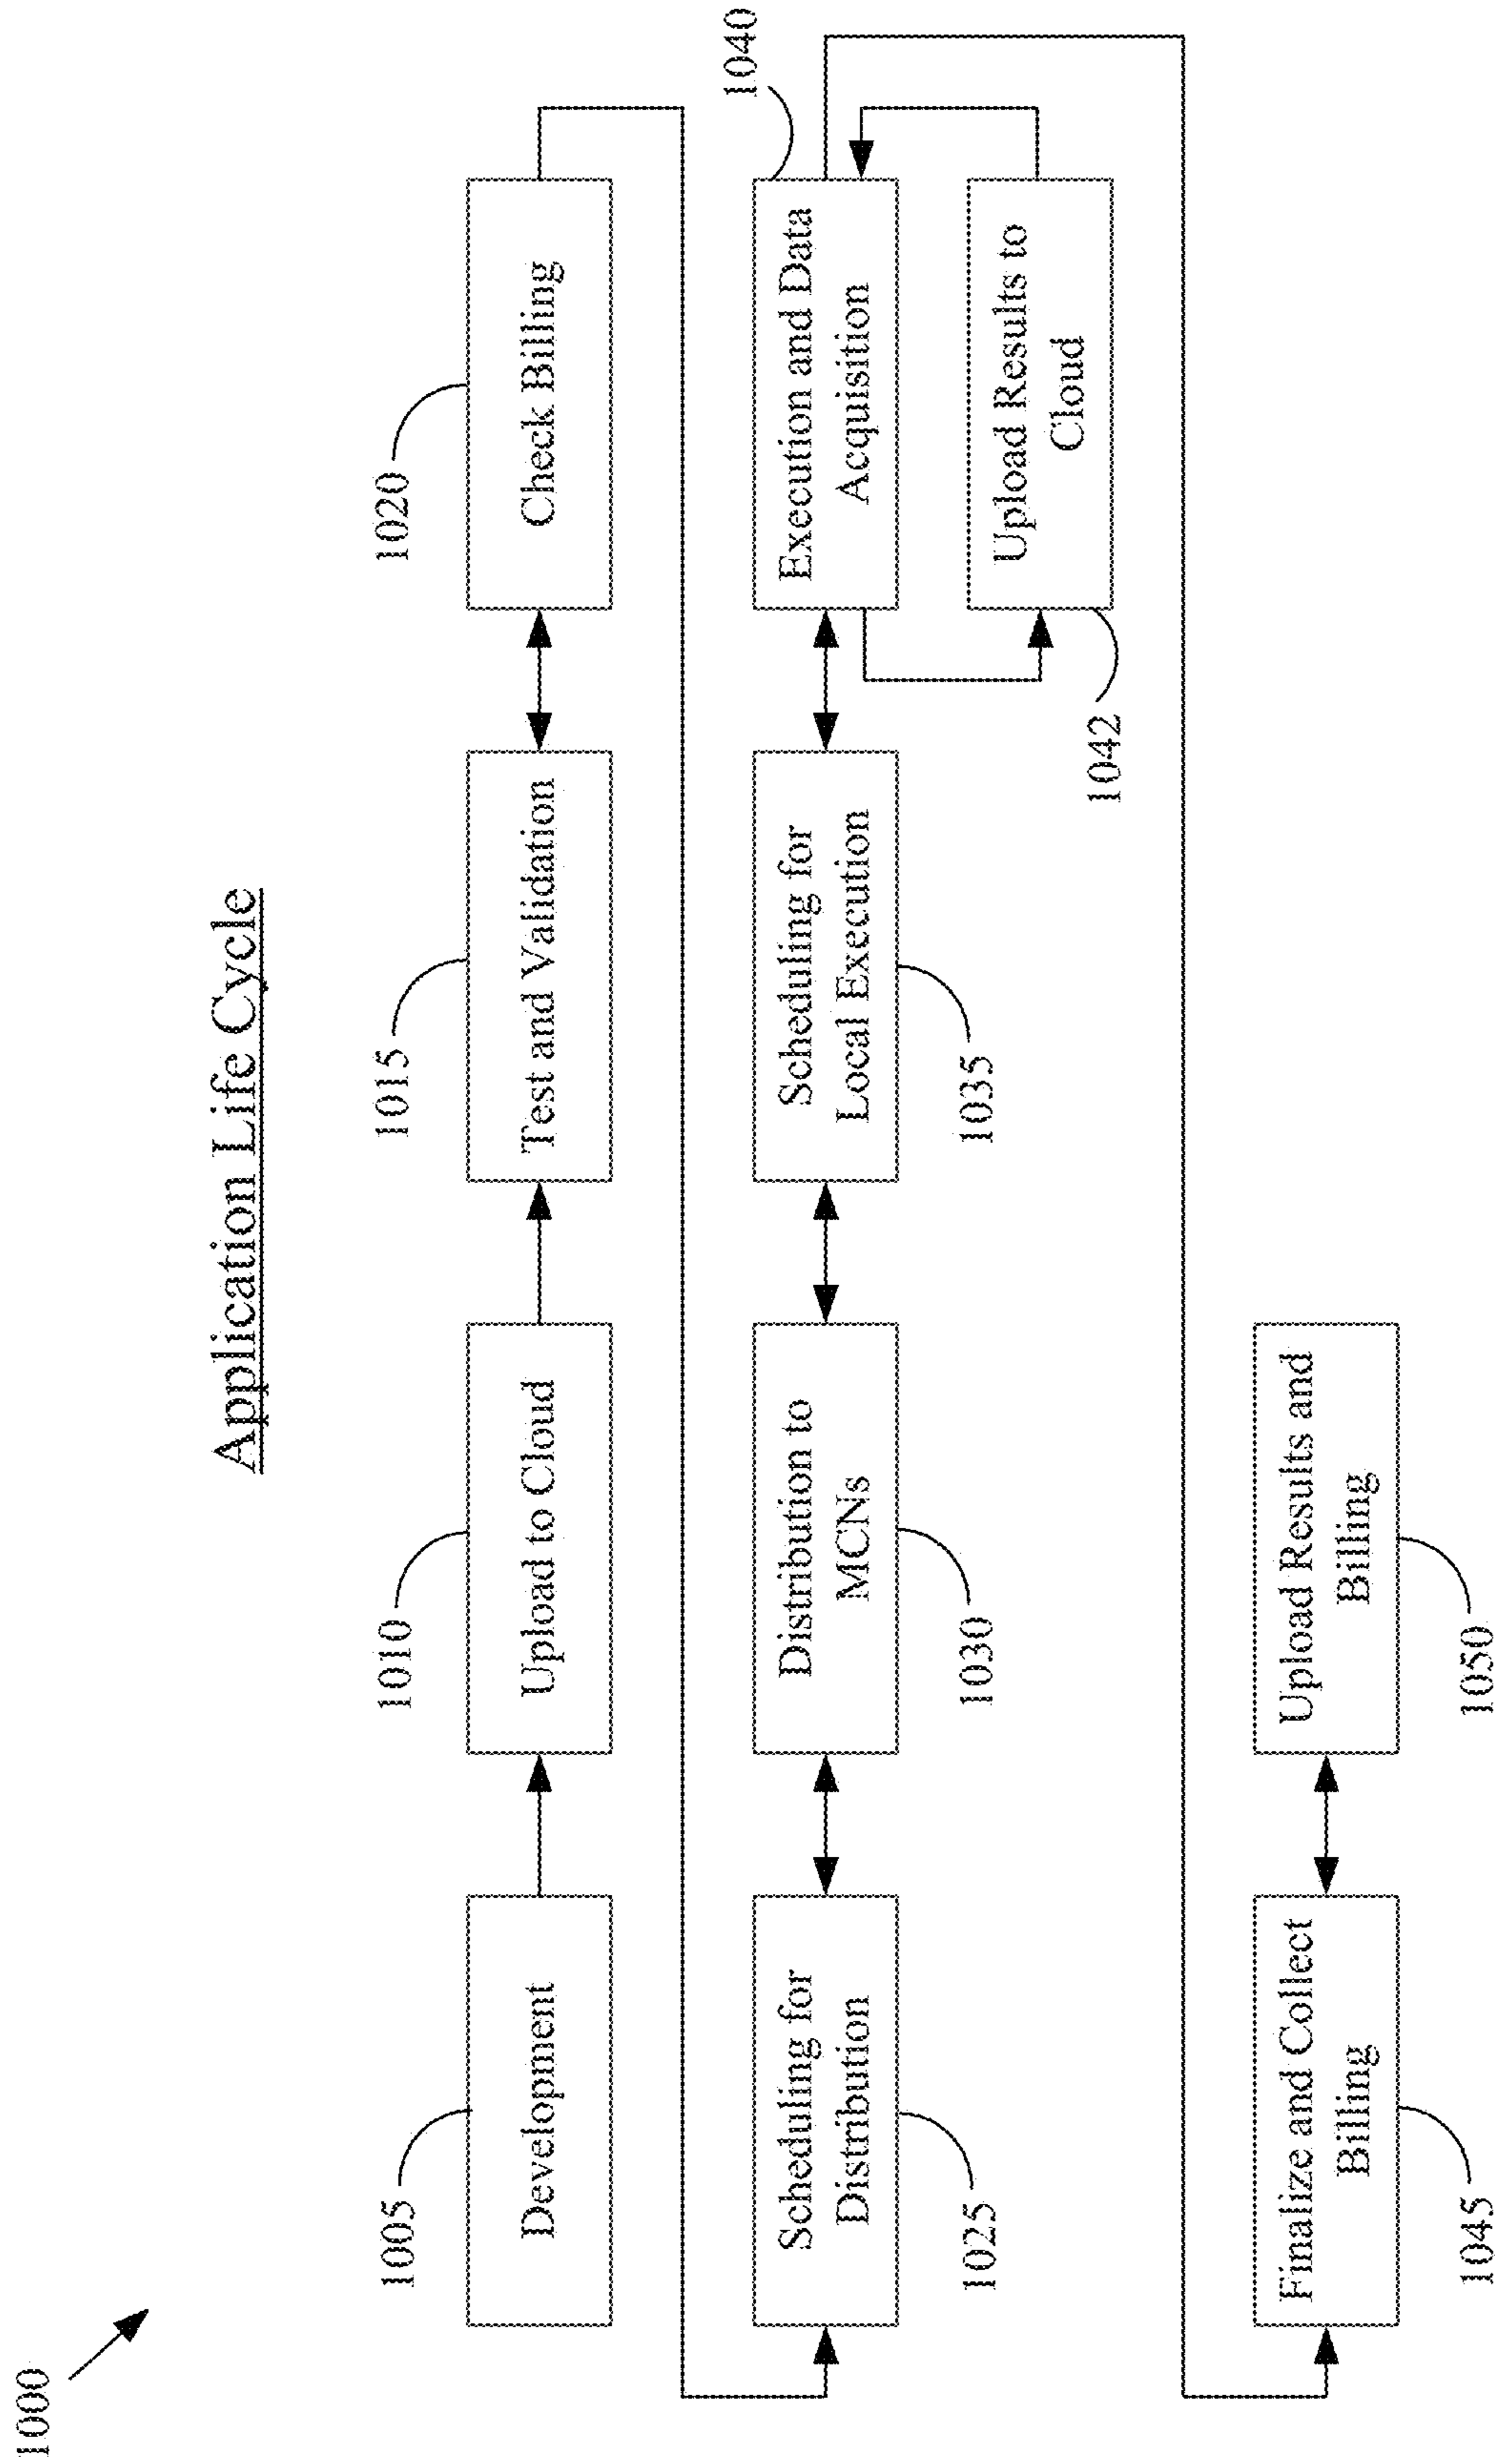 1000
Application Life Cycle
1005
1010
1015
1020
Development
Upload to Cloud
Test and Validation
Check Billing
1040
Scheduling for
Distribution
Distribution to
MCNs
Scheduling for
Local Execution
Execution and Data
Acquisition
1025
1030
1035
Upload Results to
Cloud
1042
Finalize and Collect
Billing
Upload Results and
Billing
1045
1050